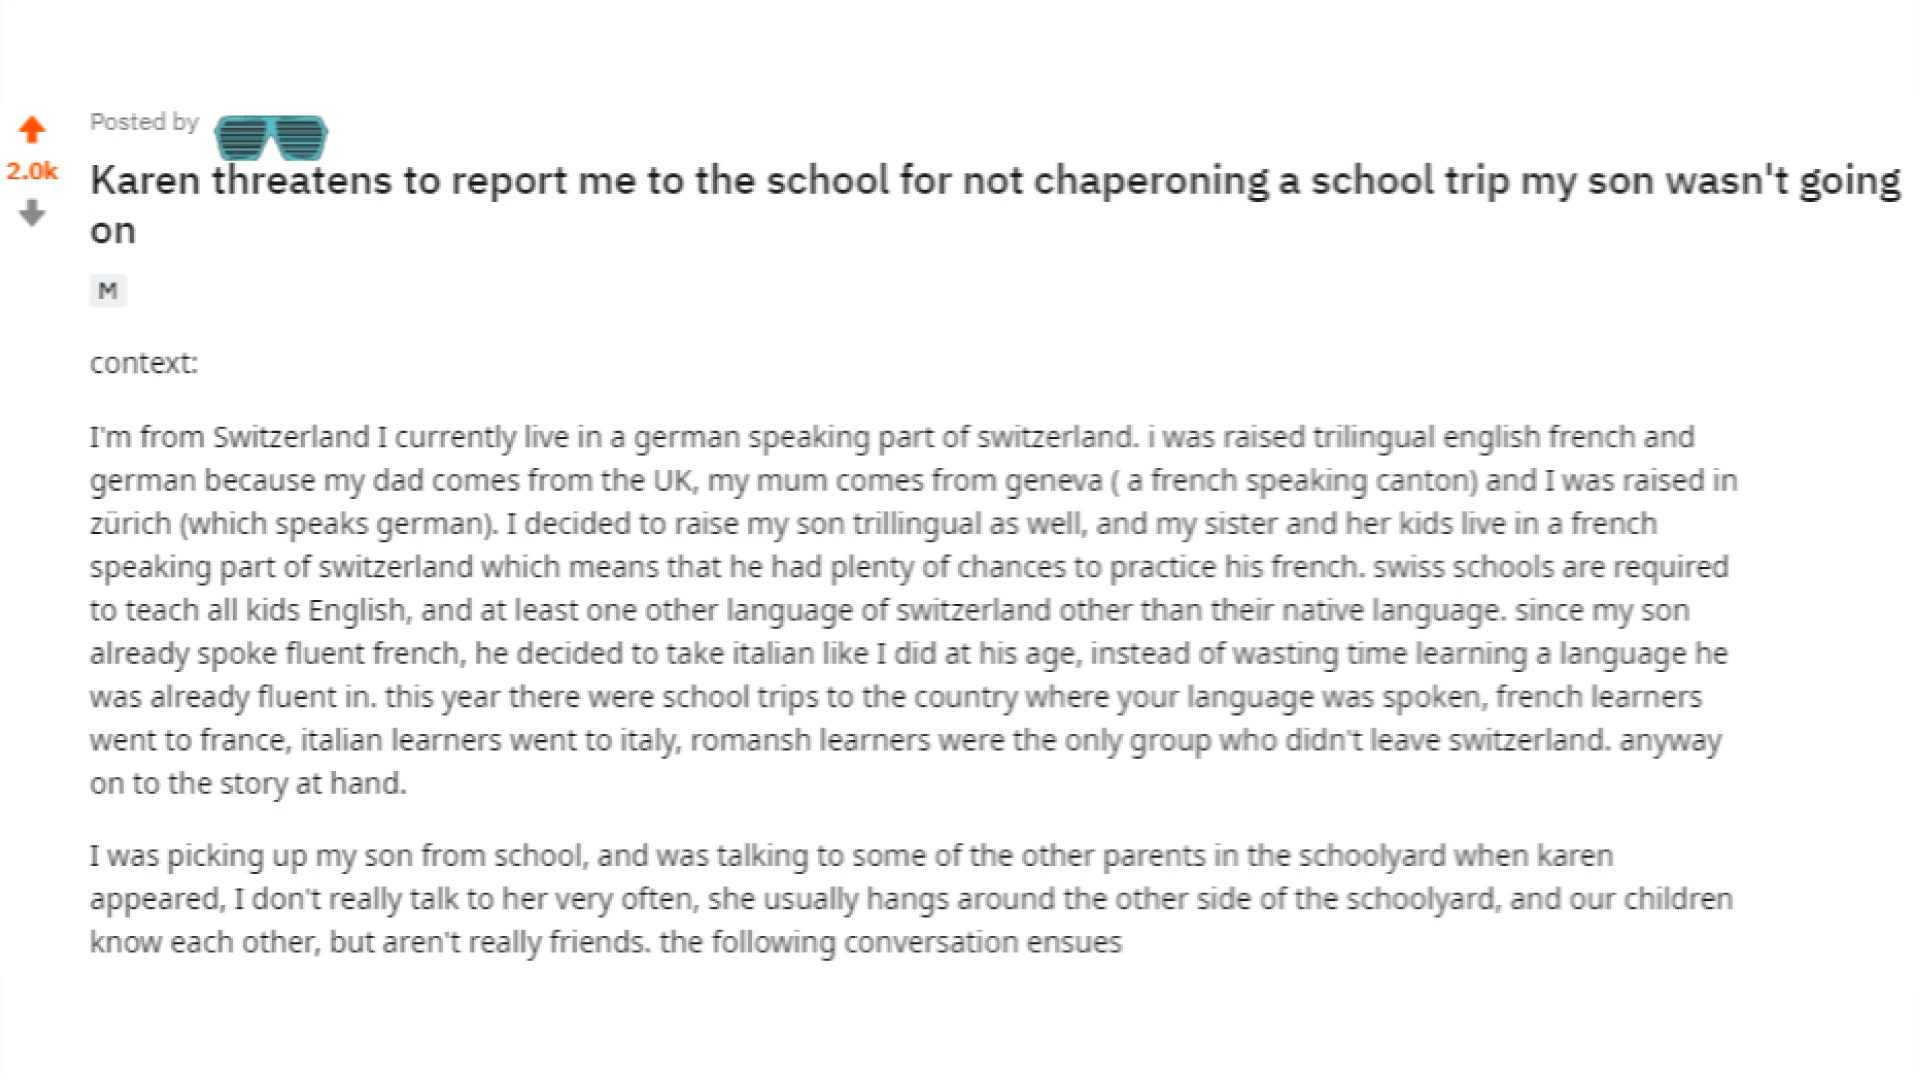 Posted by
2.0k
Karen threatens to report me to the school for not chaperoning a school trip my son wasn't going
on
M
context:
I'm from Switzerland I currently live in a german speaking part of switzerland. i was raised trilingual english french and
german because my dad comes from the UK, my mum comes from geneva ( a french speaking canton) and I was raised in
zürich (which speaks german). I decided to raise my son trillingual as well, and my sister and her kids live in a french
speaking part of switzerland which means that he had plenty of chances to practice his french. swiss schools are required
to teach all kids English, and at least one other language of switzerland other than their native language. since my son
already spoke fluent french, he decided to take italian like I did at his age, instead of wasting time learning a language he
was already fluent in. this year there were school trips to the country where your language was spoken, french learners
went to france, italian learners went to italy, romansh learners were the only group who didn't leave switzerland. anyway
on to the story at hand.
I was picking up my son from school, and was talking to some of the other parents in the schoolyard when karen
appeared, I don't really talk to her very often, she usually hangs around the other side of the schoolyard, and our children
know each other, but aren't really friends. the following conversation ensues